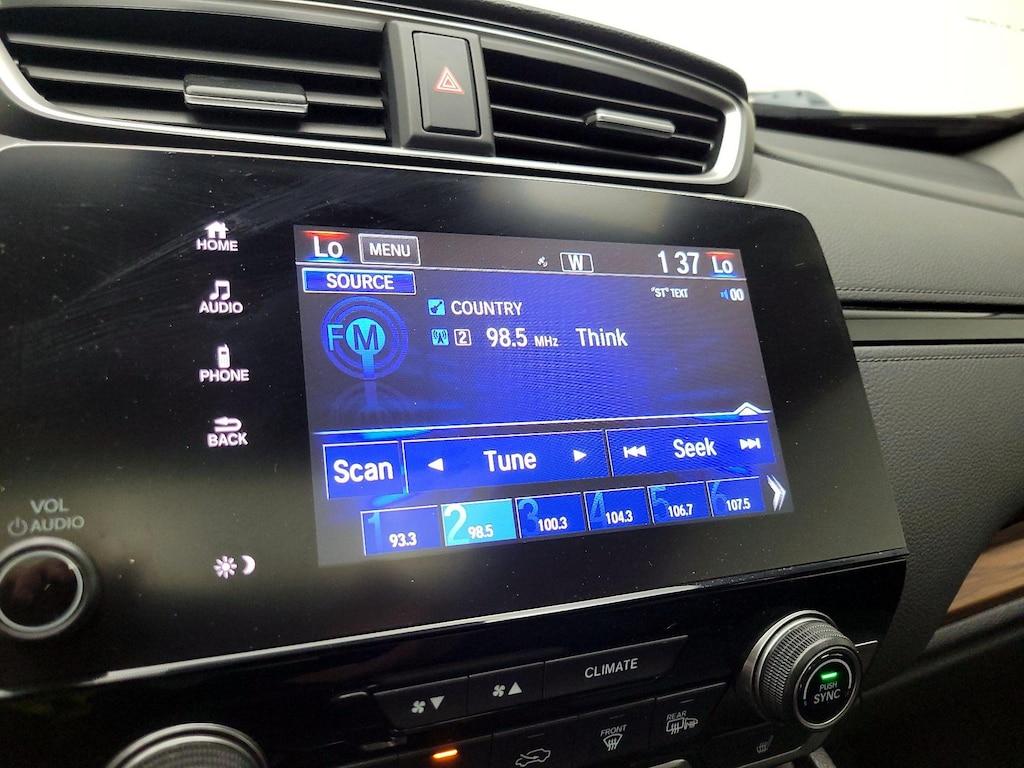 HOME
AUDIO
PHONE
BACK
VOL
AUDIO
Lo MENU W 1 37 Lo
SOURCE "ST" TEXT 00
COUNTRY
FM 2 98.5 MHz Think
Scan Tune Seek
1 93.3 2 98.5 3 100.3 4 104.3 5 106.7 6 107.5
CLIMATE
PUSH
SYNC
FRONT
REAR